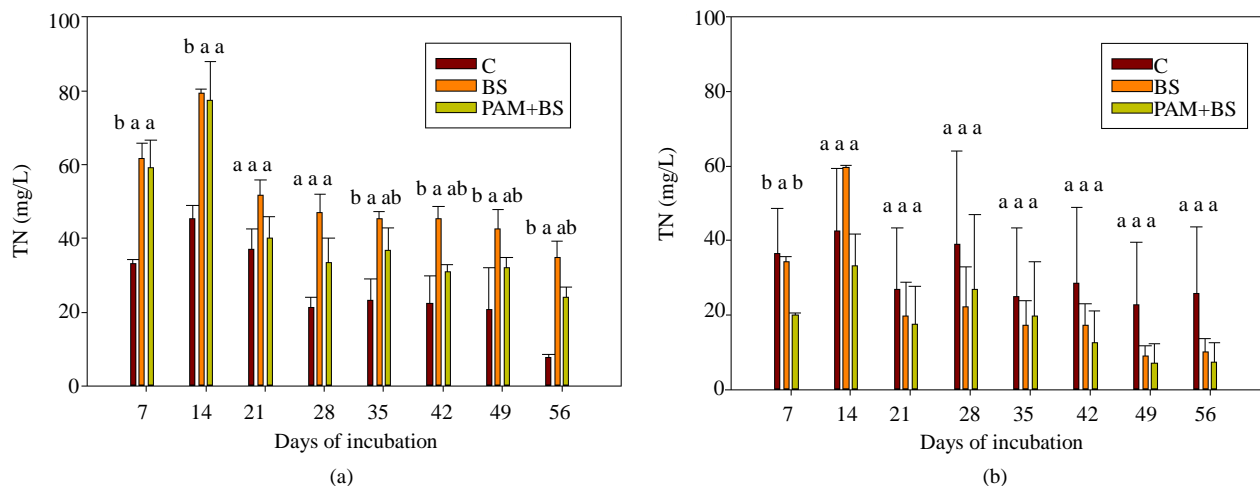 100
80
60
40
20
0
TN (mg/L)
b a a
b a a
a a a
a a a
b a ab
b a ab
b a ab
b a ab
C
BS
PAM+BS
7 14 21 28 35 42 49 56
Days of incubation
(a)
100
80
60
40
20
0
TN (mg/L)
b a b
a a a
a a a
a a a
a a a
a a a
a a a
a a a
C
BS
PAM+BS
7 14 21 28 35 42 49 56
Days of incubation
(b)